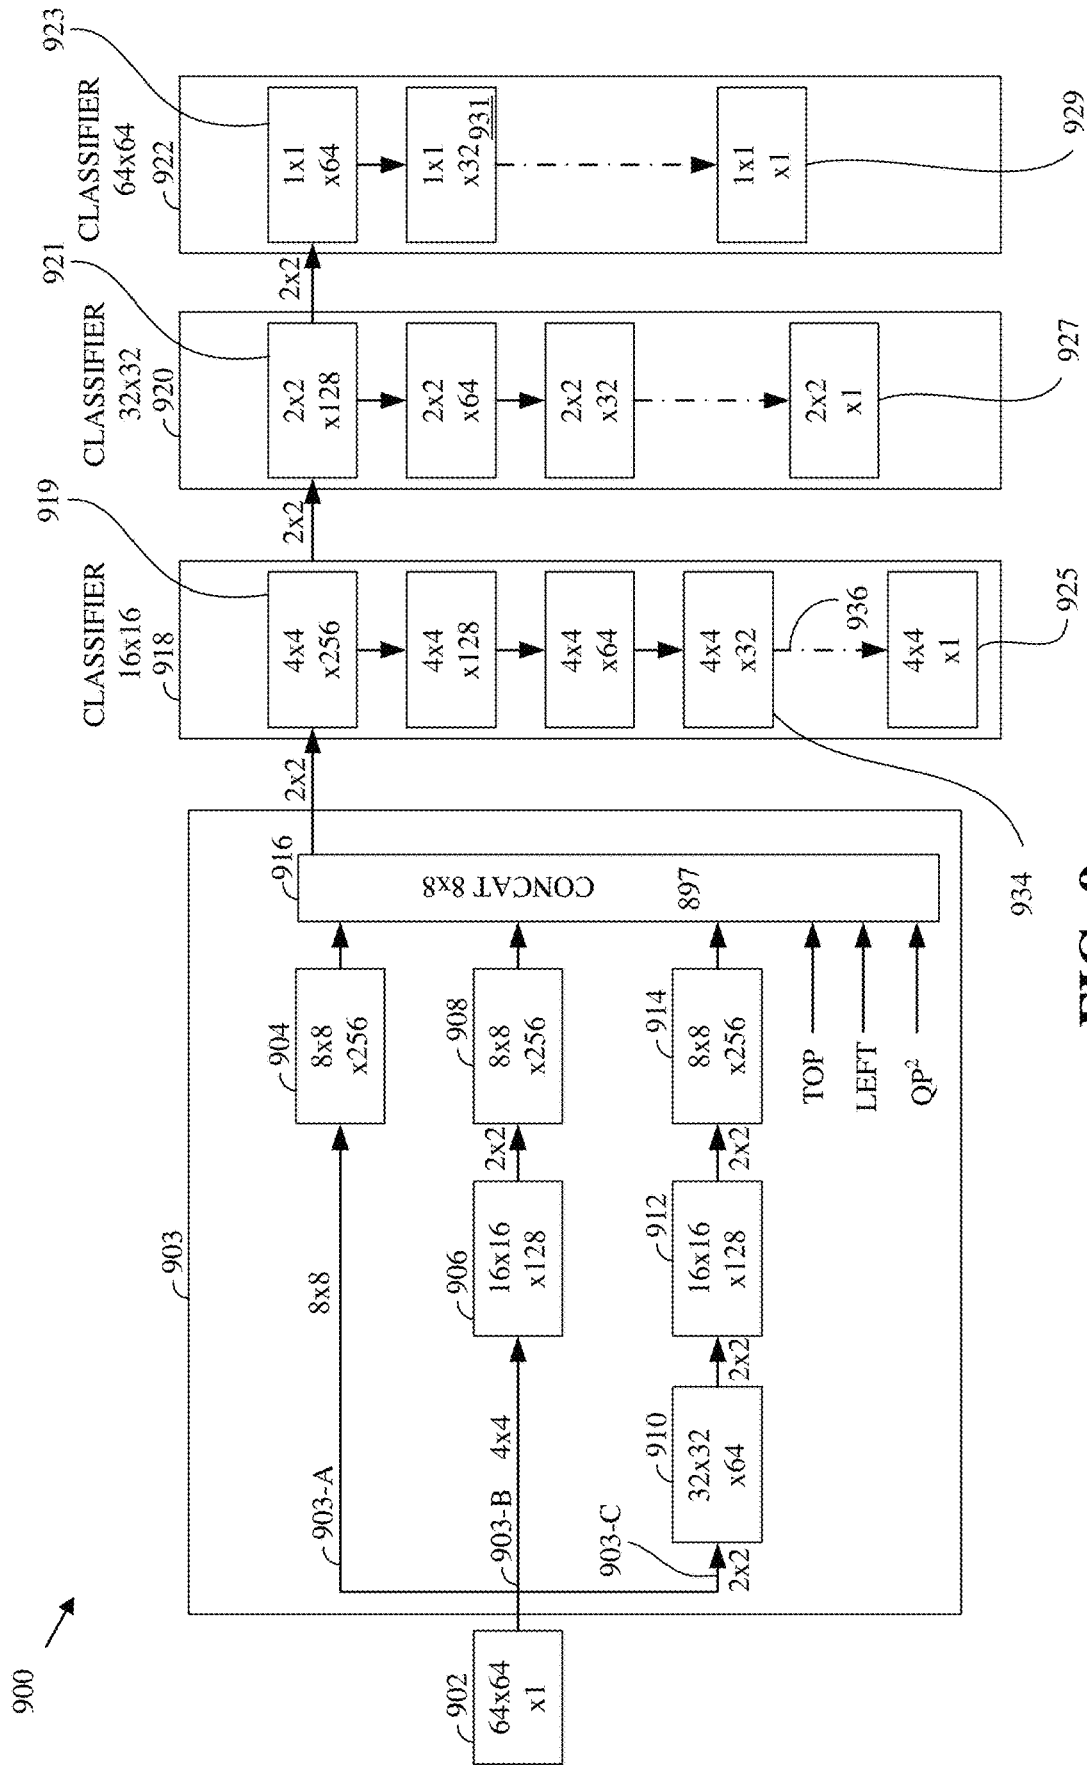 900
902
64x64
x1
903
903-A
8x8
904
8x8
x256
903-B
4x4
906
16x16
x128
2x2
908
8x8
x256
903-C
2x2
910
32x32
x64
2x2
912
16x16
x128
2x2
914
8x8
x256
TOP
LEFT
QP²
916
CONCAT 8x8
897
2x2
CLASSIFIER
16x16
918
919
4x4
x256
4x4
x128
4x4
x64
4x4
x32
934
936
4x4
x1
925
2x2
CLASSIFIER
32x32
920
921
2x2
x128
2x2
x64
2x2
x32
2x2
x1
927
2x2
CLASSIFIER
64x64
922
923
1x1
x64
1x1
x32
931
1x1
x1
929